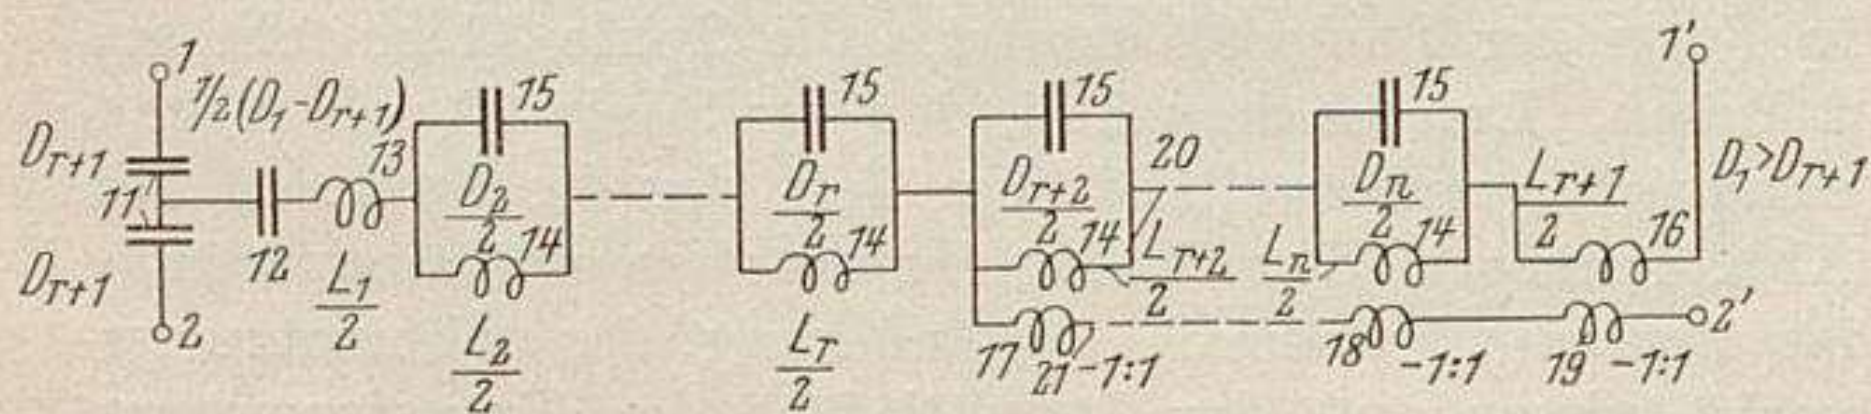 1 1/2(D₁-Dᵣ₊₁) 15 15 15 15 1'
Dᵣ₊₁ 13 D₂/2 Dᵣ/2 Dᵣ₊₂/2 20 Dₙ/2 Lᵣ₊₁/2 D₁>Dᵣ₊₁
11 14 14 14 14 16
Dᵣ₊₁ 12 L₁/2 Lᵣ₊₂/2 Lₙ/2
2 L₂/2 Lᵣ/2 17 21 -1:1 18 -1:1 19 -1:1 2'